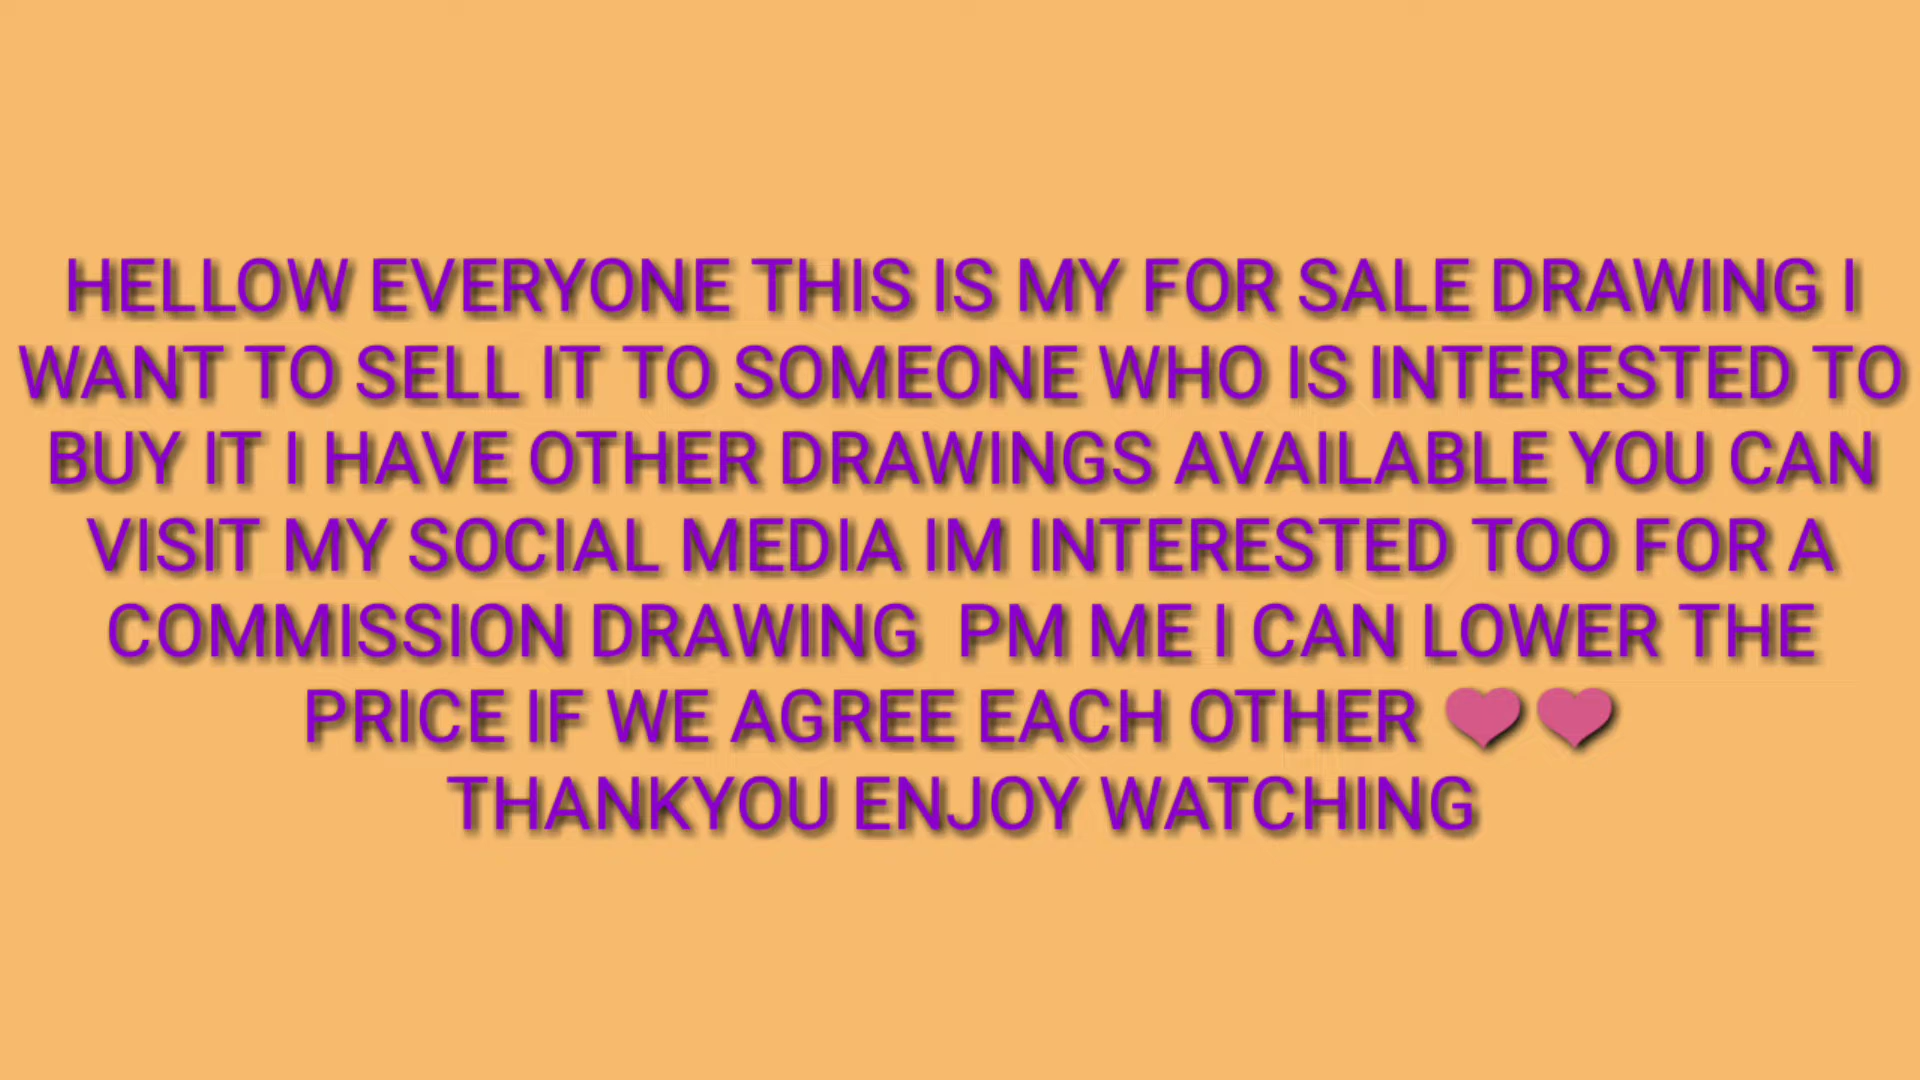 HELLOW EVERYONE THIS IS MY FOR SALE DRAWING I
WANT TO SELL IT TO SOMEONE WHO IS INTERESTED TO
BUY IT I HAVE OTHER DRAWINGS AVAILABLE YOU CAN
VISIT MY SOCIAL MEDIA IM INTERESTED TOO FOR A
COMMISSION DRAWING  PM ME I CAN LOWER THE
PRICE IF WE AGREE EACH OTHER ❤❤
THANKYOU ENJOY WATCHING